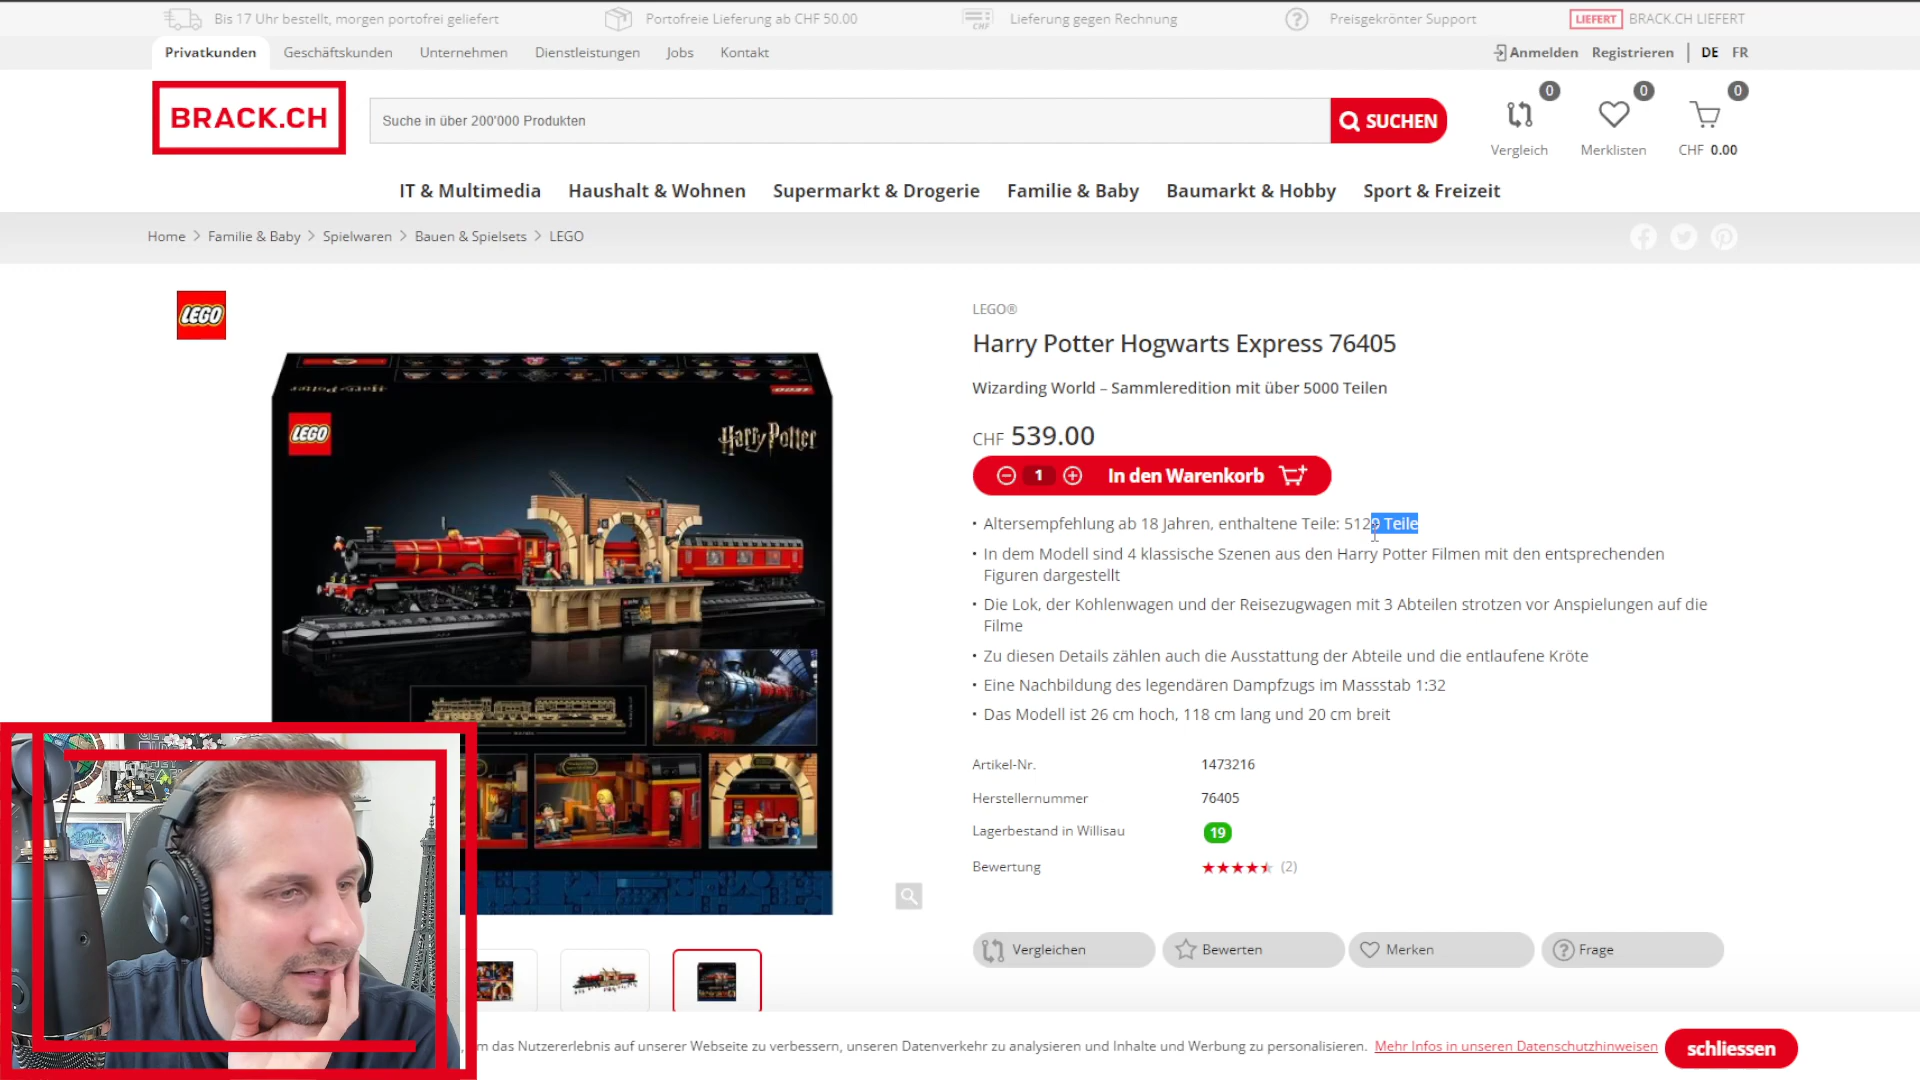 Bis 17 Uhr bestellt, morgen portofrei geliefert
Portofreie Lieferung ab CHF 50.00
CHF
Lieferung gegen Rechnung
Preisgekrönter Support
LIEFERT BRACK.CH LIEFERT
Privatkunden Geschäftskunden Unternehmen Dienstleistungen Jobs Kontakt
Anmelden Registrieren DE FR
BRACK.CH
Suche in über 200'000 Produkten
SUCHEN
0 0 0
Vergleich Merklisten CHF 0.00
IT & Multimedia Haushalt & Wohnen Supermarkt & Drogerie Familie & Baby Baumarkt & Hobby Sport & Freizeit
Home > Familie & Baby > Spielwaren > Bauen & Spielsets > LEGO
LEGO
LEGO
Harry Potter
LEGO®
Harry Potter Hogwarts Express 76405
Wizarding World – Sammleredition mit über 5000 Teilen
CHF 539.00
1 In den Warenkorb
• Altersempfehlung ab 18 Jahren, enthaltene Teile: 5129 Teile
• In dem Modell sind 4 klassische Szenen aus den Harry Potter Filmen mit den entsprechenden
Figuren dargestellt
• Die Lok, der Kohlenwagen und der Reisezugwagen mit 3 Abteilen strotzen vor Anspielungen auf die
Filme
• Zu diesen Details zählen auch die Ausstattung der Abteile und die entlaufene Kröte
• Eine Nachbildung des legendären Dampfzugs im Massstab 1:32
• Das Modell ist 26 cm hoch, 118 cm lang und 20 cm breit
Artikel-Nr. 1473216
Herstellernummer 76405
Lagerbestand in Willisau 19
Bewertung (2)
Vergleichen Bewerten Merken Frage
das Nutzererlebnis auf unserer Webseite zu verbessern, unseren Datenverkehr zu analysieren und Inhalte und Werbung zu personalisieren. Mehr Infos in unseren Datenschutzhinweisen
schliessen